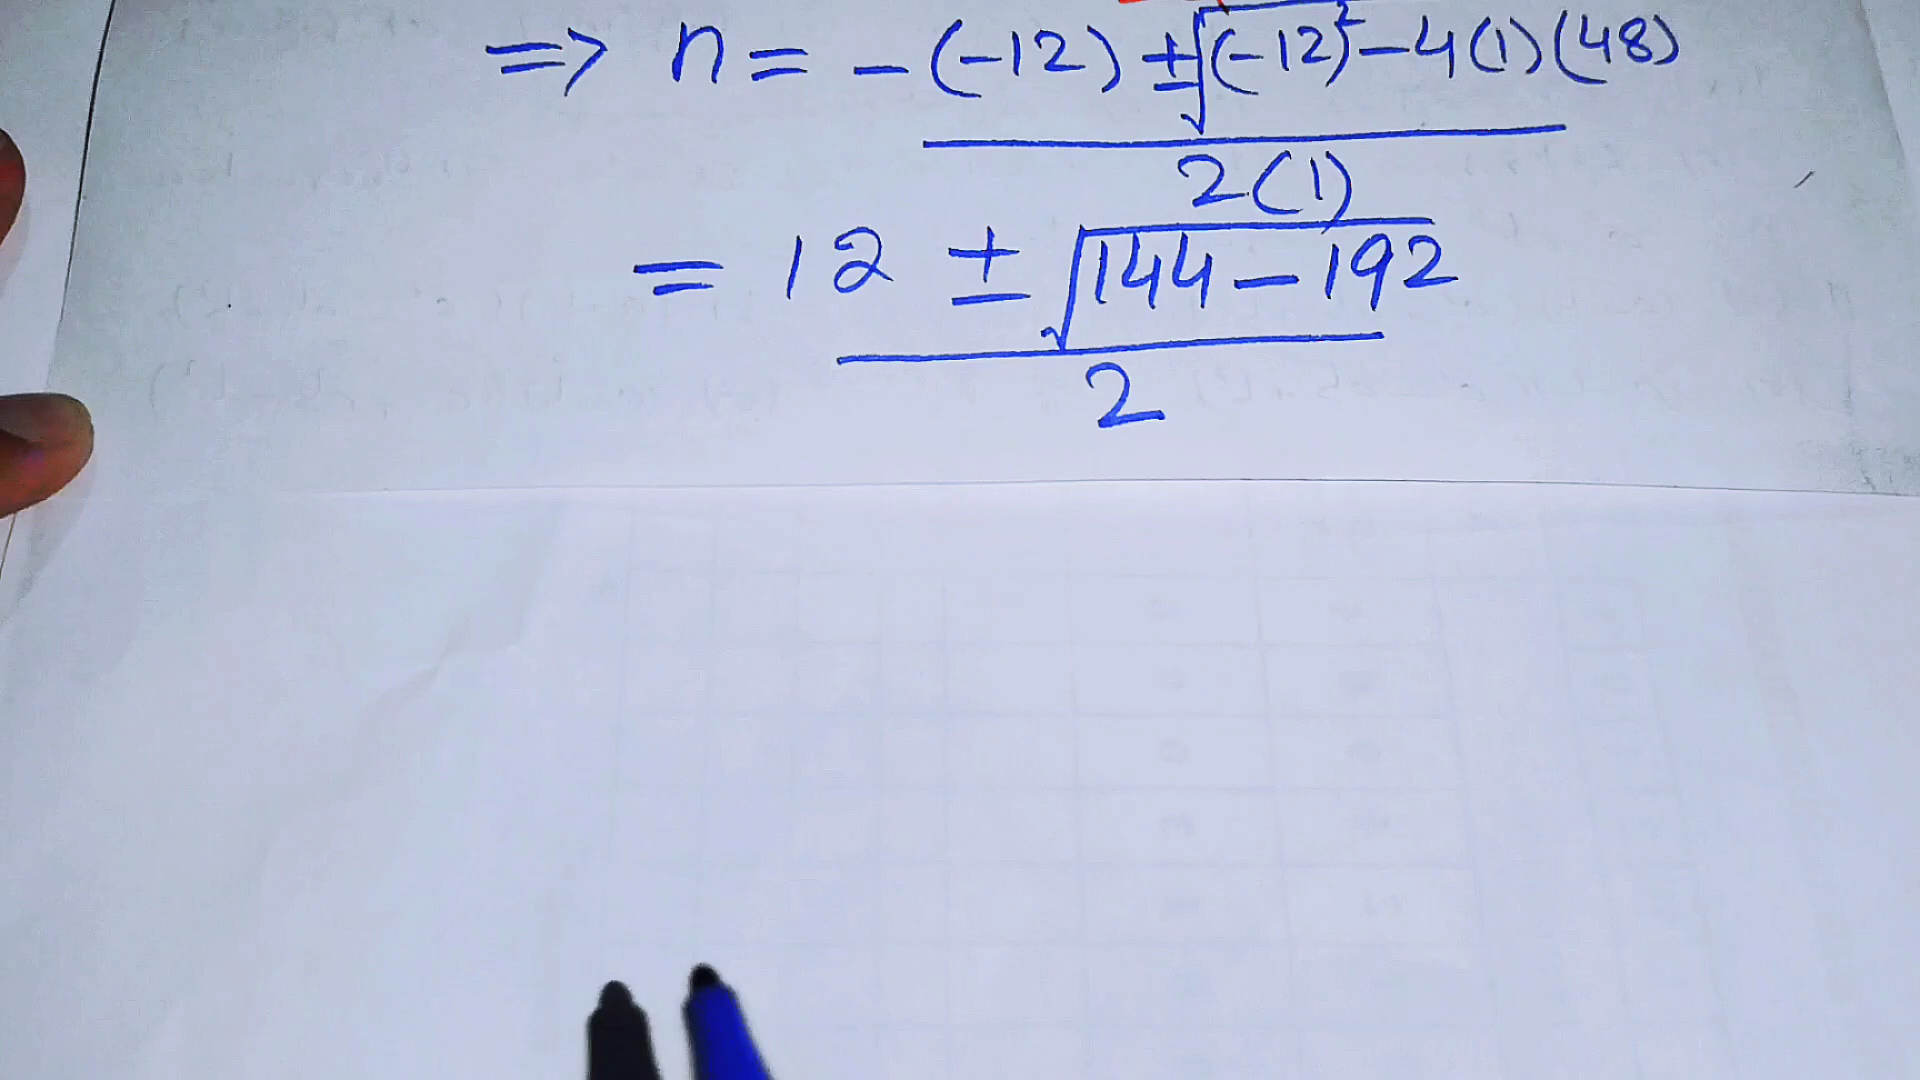 => n = -(-12) ± √(-12)² - 4(1)(48)
2(1)
= 12 ± √144 - 192
2